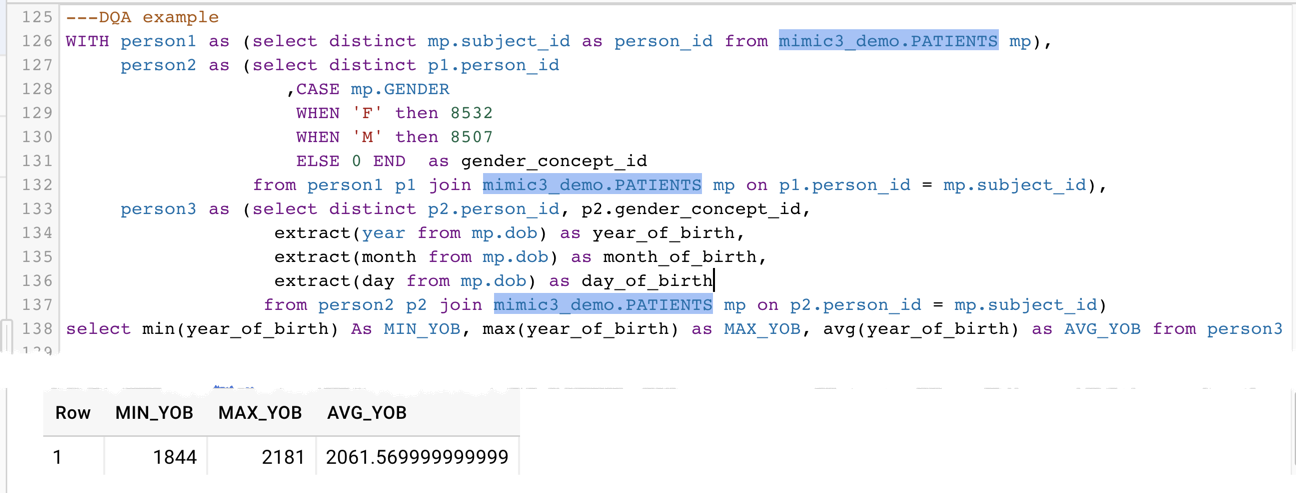 125 ---DQA example
126 WITH person1 as (select distinct mp.subject_id as person_id from mimic3_demo.PATIENTS mp),
127 person2 as (select distinct p1.person_id
128 ,CASE mp.GENDER
129 WHEN 'F' then 8532
130 WHEN 'M' then 8507
131 ELSE 0 END  as gender_concept_id
132 from person1 p1 join mimic3_demo.PATIENTS mp on p1.person_id = mp.subject_id),
133 person3 as (select distinct p2.person_id, p2.gender_concept_id,
134 extract(year from mp.dob) as year_of_birth,
135 extract(month from mp.dob) as month_of_birth,
136 extract(day from mp.dob) as day_of_birth
137 from person2 p2 join mimic3_demo.PATIENTS mp on p2.person_id = mp.subject_id)
138 select min(year_of_birth) As MIN_YOB, max(year_of_birth) as MAX_YOB, avg(year_of_birth) as AVG_YOB from person3
139
Row MIN_YOB MAX_YOB AVG_YOB
1 1844 2181 2061.569999999999